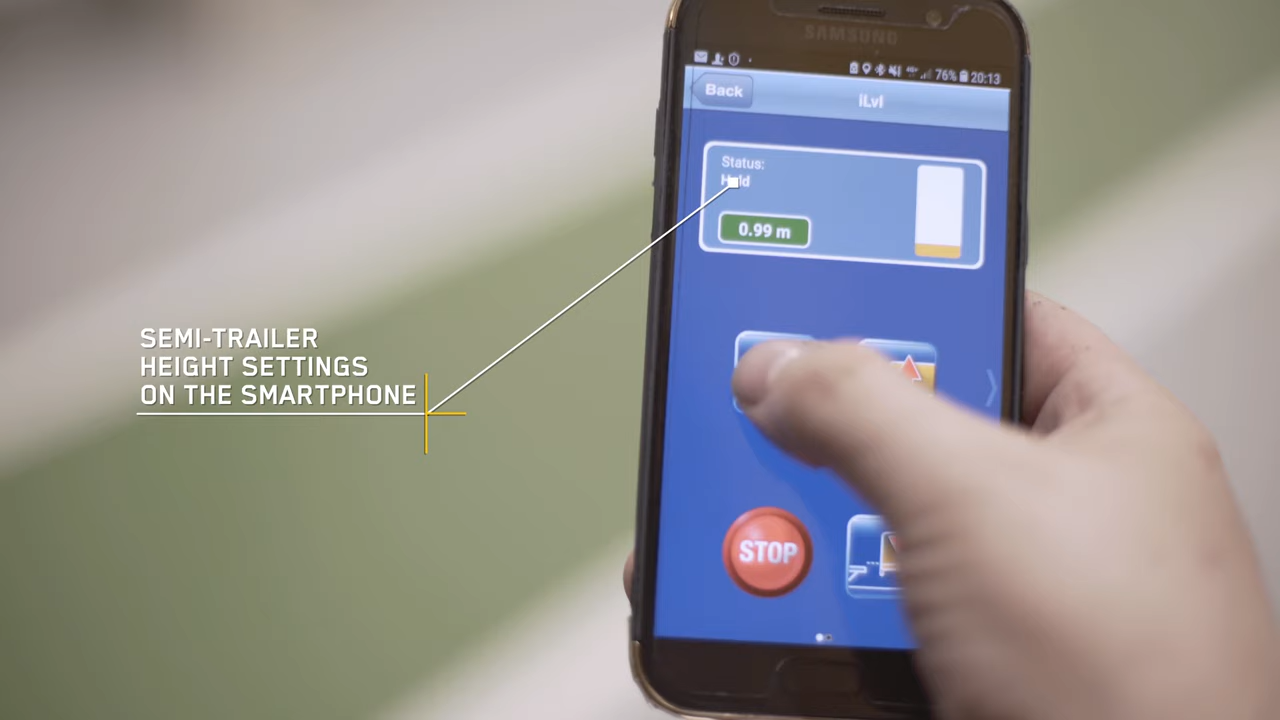 SAMSUNG
76% 20:13
Back
iLvl
Status:
Hold
0.99 m
SEMI-TRAILER
HEIGHT SETTINGS
ON THE SMARTPHONE
STOP